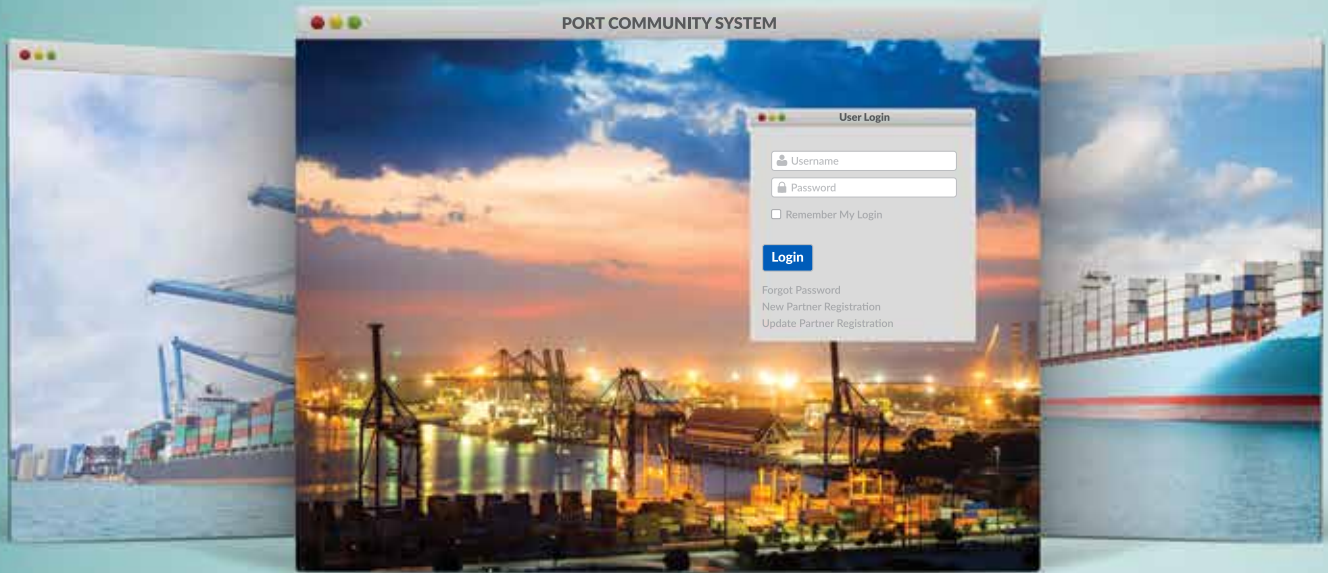 PORT COMMUNITY SYSTEM
User Login
Username
Password
Remember My Login
Login
Forgot Password
New Partner Registration
Update Partner Registration